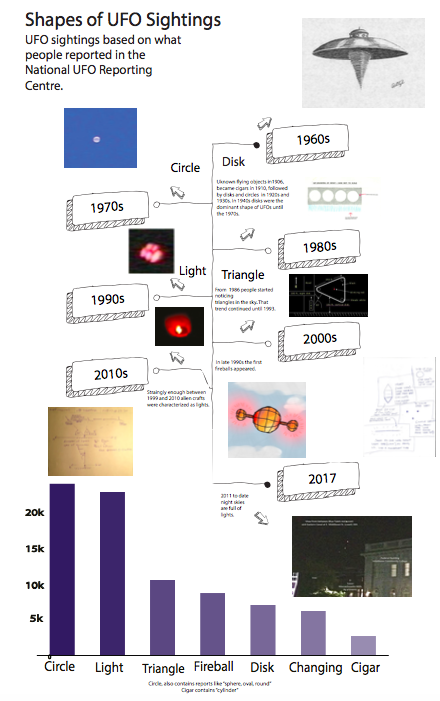 Shapes of UFO Sightings
UFO sightings based on what
people reported in the
National UFO Reporting
Centre.
1960s
Circle
Disk
Uknown flying objects in1906,
became cigars in 1910, followed
by disks and circles in 1920s and
1930s. In 1940s disks were the
dominant shape of UFOs until
the 1970s.
1970s
1980s
Light
Triangle
From 1986 people started
noticing
triangles in the sky. That
trend continued until 1993.
1990s
2000s
In late 1990s the first
fireballs appeared.
2010s
Straingly enough between
1999 and 2010 alien crafts
were characterized as lights.
2017
2011 to date
night skies
are full of
lights.
20k
15k
10k
5k
Circle
Light
Triangle
Fireball
Disk
Changing
Cigar
Circle, also contains reports like "sphere, oval, round"
Cigar contains "cylinder"